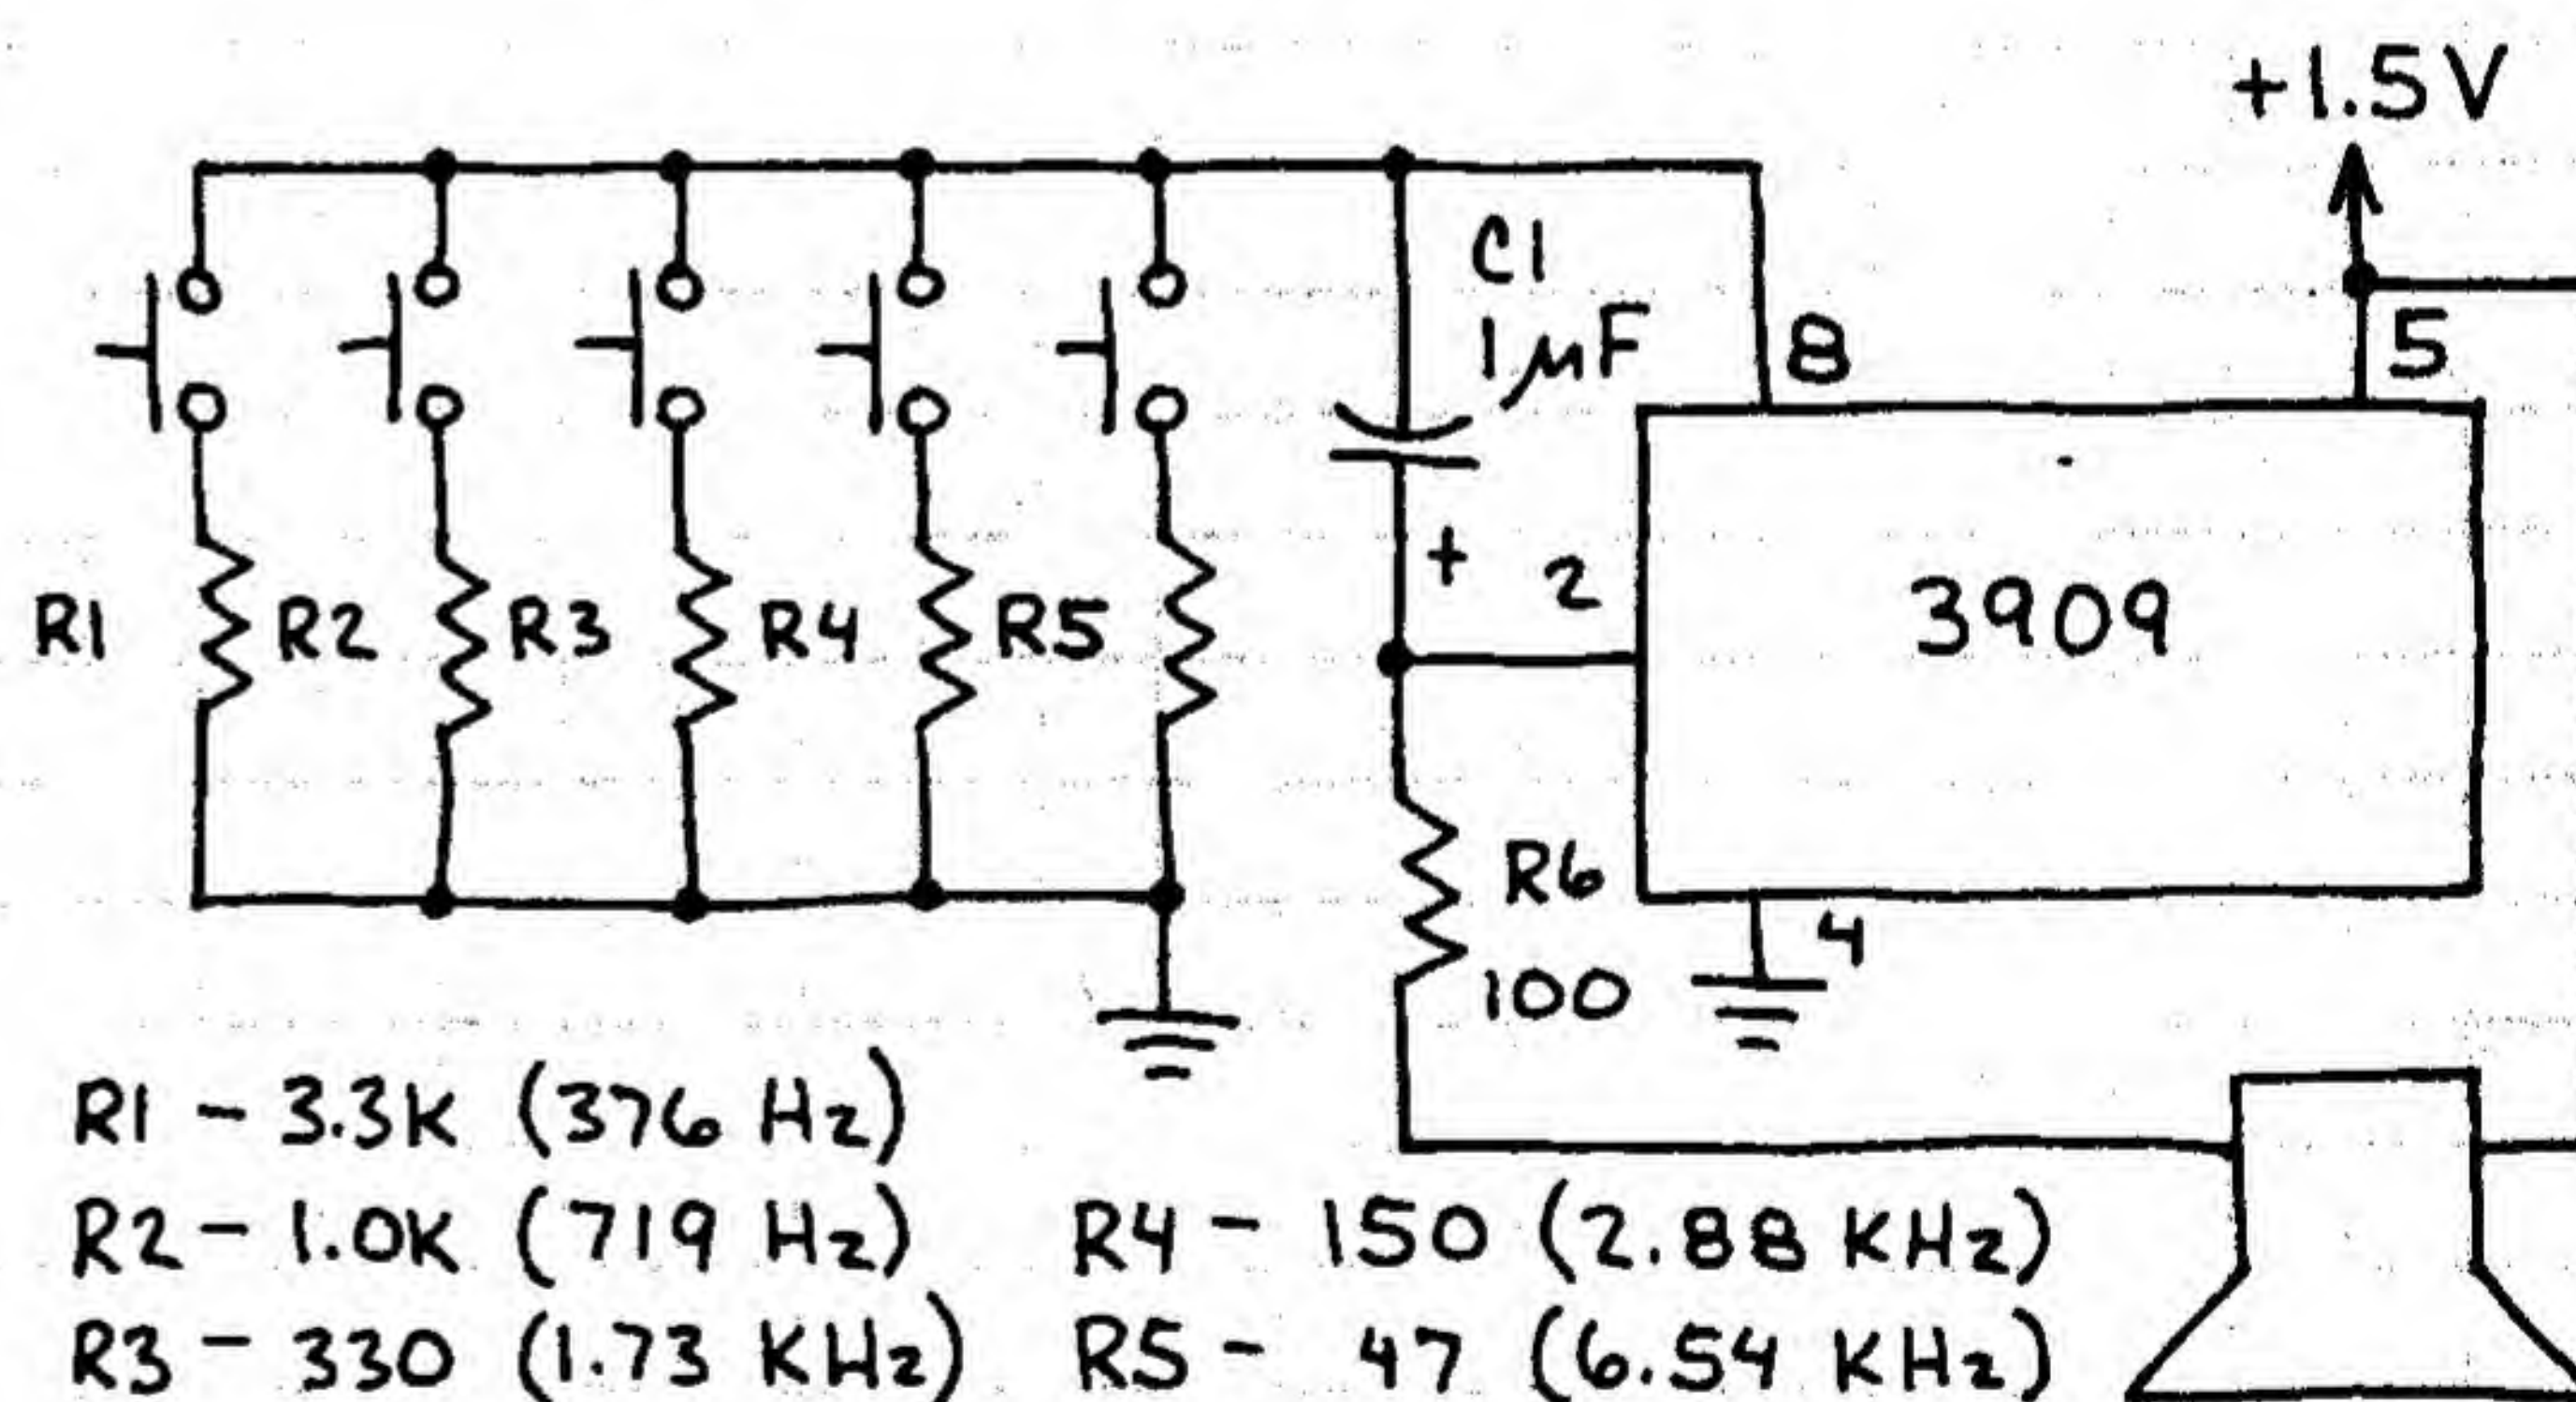 +1.5V
C1
1µF
8
5
+
2
3909
R1
R2
R3
R4
R5
R6
100
4
R1 - 3.3K (376 Hz)
R2 - 1.0K (719 Hz)
R4 - 150 (2.88 KHz)
R3 - 330 (1.73 KHz)
R5 - 47 (6.54 KHz)